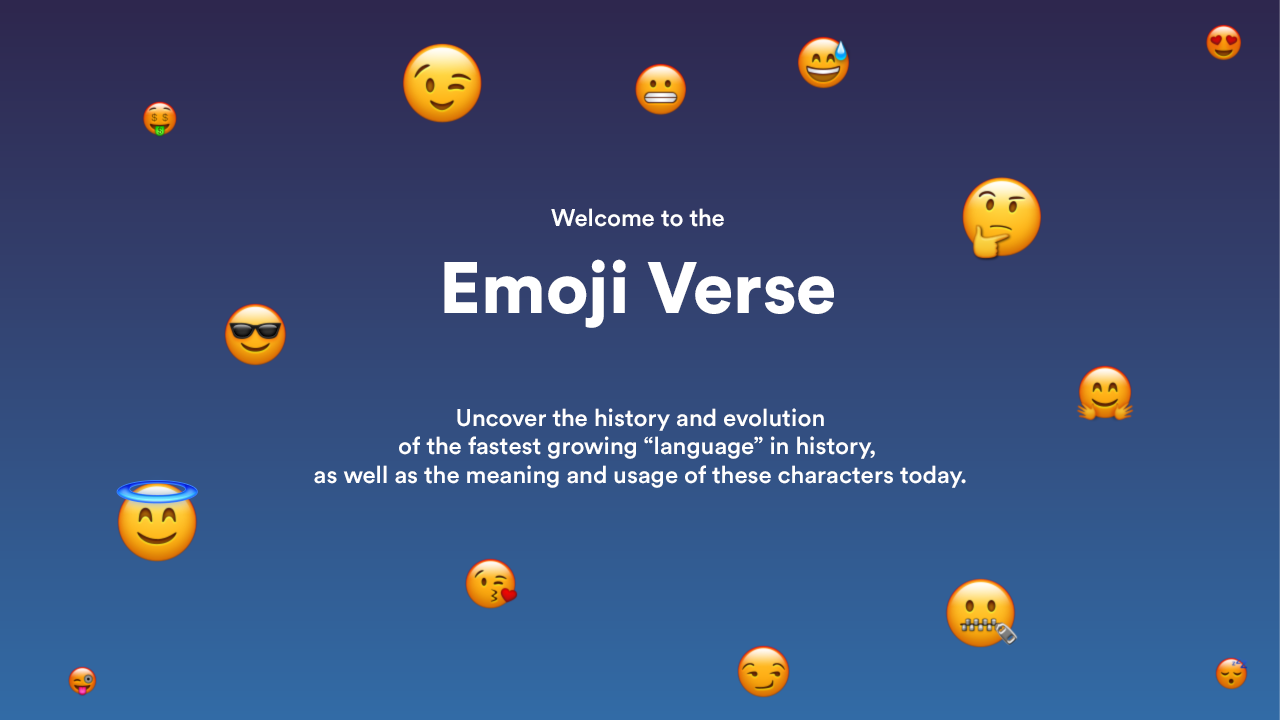 Welcome to the
Emoji Verse
Uncover the history and evolution
of the fastest growing “language” in history,
as well as the meaning and usage of these characters today.